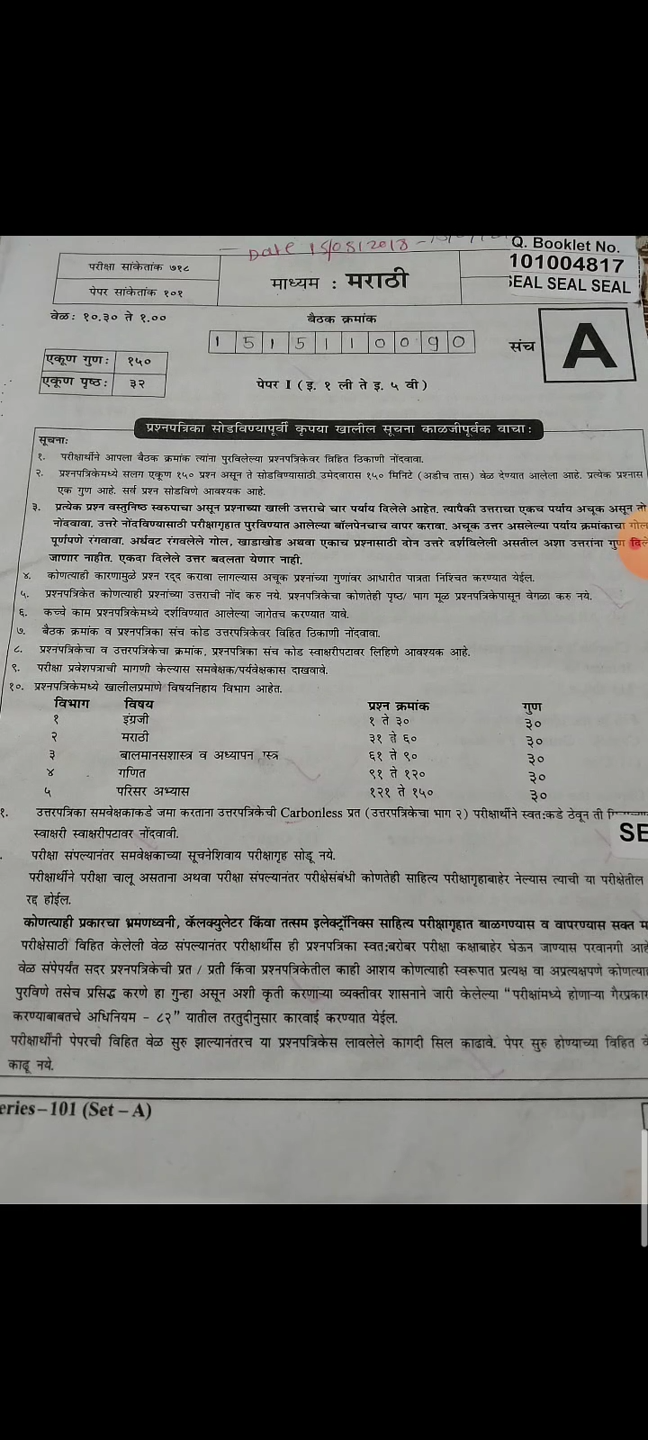 Date 15/0
Q. Booklet No.
101004817
SEAL SEAL SEAL
परीक्षा सांकेतांक ७१८
पेपर सांकेतांक १०१
माध्यम : मराठी
वेळ: १०.३० ते १.००
बैठक क्रमांक
1 5 1 5 1 1 0 0 9 0
संच
A
एकूण गुण: १५०
एकूण पृष्ठ: ३२
पेपर I ( इ. १ ली ते इ. ५ वी )
प्रश्नपत्रिका सोडविण्यापूर्वी कृपया खालील सूचना काळजीपूर्वक वाचा:
सूचना:
१. परीक्षार्थीने आपला बैठक क्रमांक त्यांना पुरविलेल्या प्रश्नपत्रिकेवर विहित ठिकाणी नोंदवावा.
२. प्रश्नपत्रिकेमध्ये सलग एकूण १५० प्रश्न असून ते सोडविण्यासाठी उमेदवारास १५० मिनिटे (अडीच तास) वेळ देण्यात आलेला आहे. प्रत्येक प्रश्नास
एक गुण आहे. सर्व प्रश्न सोडविणे आवश्यक आहे.
३. प्रत्येक प्रश्न वस्तुनिष्ठ स्वरुपाचा असून प्रश्नाच्या खाली उत्तराचे चार पर्याय दिलेले आहेत. त्यापैकी उत्तराचा एकच पर्याय अचूक असून तो
नोंदवावा. उत्तरे नोंदविण्यासाठी परीक्षागृहात पुरविण्यात आलेल्या बॉलपेनचाच वापर करावा. अचूक उत्तर असलेल्या पर्याय क्रमांकाचा गोल
पूर्णपणे रंगवावा. अर्धवट रंगवलेले गोल, खाडाखोड अथवा एकाच प्रश्नासाठी दोन उत्तरे दर्शविलेली असतील अशा उत्तरांना गुण
जाणार नाहीत. एकदा दिलेले उत्तर बदलता येणार नाही.
४. कोणत्याही कारणामुळे प्रश्न रद्द करावा लागल्यास अचूक प्रश्नांच्या गुणांवर आधारीत पात्रता निश्चित करण्यात येईल.
५. प्रश्नपत्रिकेत कोणत्याही प्रश्नांच्या उत्तराची नोंद करु नये. प्रश्नपत्रिकेचा कोणतेही पृष्ठ/ भाग मूळ प्रश्नपत्रिकेपासून वेगळा करु नये.
६. कच्चे काम प्रश्नपत्रिकेमध्ये दर्शविण्यात आलेल्या जागेतच करण्यात यावे.
७. बैठक क्रमांक व प्रश्नपत्रिका संच कोड उत्तरपत्रिकेवर विहित ठिकाणी नोंदवावा.
८. प्रश्नपत्रिकेचा व उत्तरपत्रिकेचा क्रमांक, प्रश्नपत्रिका संच कोड स्वाक्षरीपटावर लिहिणे आवश्यक आहे.
९. परीक्षा प्रवेशपत्राची मागणी केल्यास समवेक्षक/पर्यवेक्षकास दाखवावे.
१०. प्रश्नपत्रिकेमध्ये खालीलप्रमाणे विषयनिहाय विभाग आहेत.
विभाग विषय प्रश्न क्रमांक गुण
१ इंग्रजी १ ते ३० ३०
२ मराठी ३१ ते ६० ३०
३ बालमानसशास्त्र व अध्यापन स्त्र ६१ ते ९० ३०
४ गणित ९१ ते १२० ३०
५ परिसर अभ्यास १२१ ते १५० ३०
१. उत्तरपत्रिका समवेक्षकाकडे जमा करताना उत्तरपत्रिकेची Carbonless प्रत (उत्तरपत्रिकेचा भाग २) परीक्षार्थीने स्वत:कडे ठेवून ती
स्वाक्षरी स्वाक्षरीपटावर नोंदवावी.
SE
. परीक्षा संपल्यानंतर समवेक्षकाच्या सूचनेशिवाय परीक्षागृह सोडू नये.
परीक्षार्थीने परीक्षा चालू असताना अथवा परीक्षा संपल्यानंतर परीक्षेसंबंधी कोणतेही साहित्य परीक्षागृहाबाहेर नेल्यास त्याची या परीक्षेतील
रद्द होईल.
कोणत्याही प्रकारचा भ्रमणध्वनी, कॅलक्युलेटर किंवा तत्सम इलेक्ट्रॉनिक्स साहित्य परीक्षागृहात बाळगण्यास व वापरण्यास सक्त म
परीक्षेसाठी विहित केलेली वेळ संपल्यानंतर परीक्षार्थीस ही प्रश्नपत्रिका स्वत:बरोबर परीक्षा कक्षाबाहेर घेऊन जाण्यास परवानगी आहे
वेळ संपेपर्यंत सदर प्रश्नपत्रिकेची प्रत / प्रती किंवा प्रश्नपत्रिकेतील काही आशय कोणत्याही स्वरूपात प्रत्यक्ष वा अप्रत्यक्षपणे कोणत्या
पुरविणे तसेच प्रसिद्ध करणे हा गुन्हा असून अशी कृती करणाऱ्या व्यक्तीवर शासनाने जारी केलेल्या “परीक्षांमध्ये होणाऱ्या गैरप्रकार
करण्याबाबतचे अधिनियम - ८२” यातील तरतुदीनुसार कारवाई करण्यात येईल.
परीक्षार्थींनी पेपरची विहित वेळ सुरु झाल्यानंतरच या प्रश्नपत्रिकेस लावलेले कागदी सिल काढावे. पेपर सुरु होण्याच्या विहित
काढू नये.
eries–101 (Set – A)